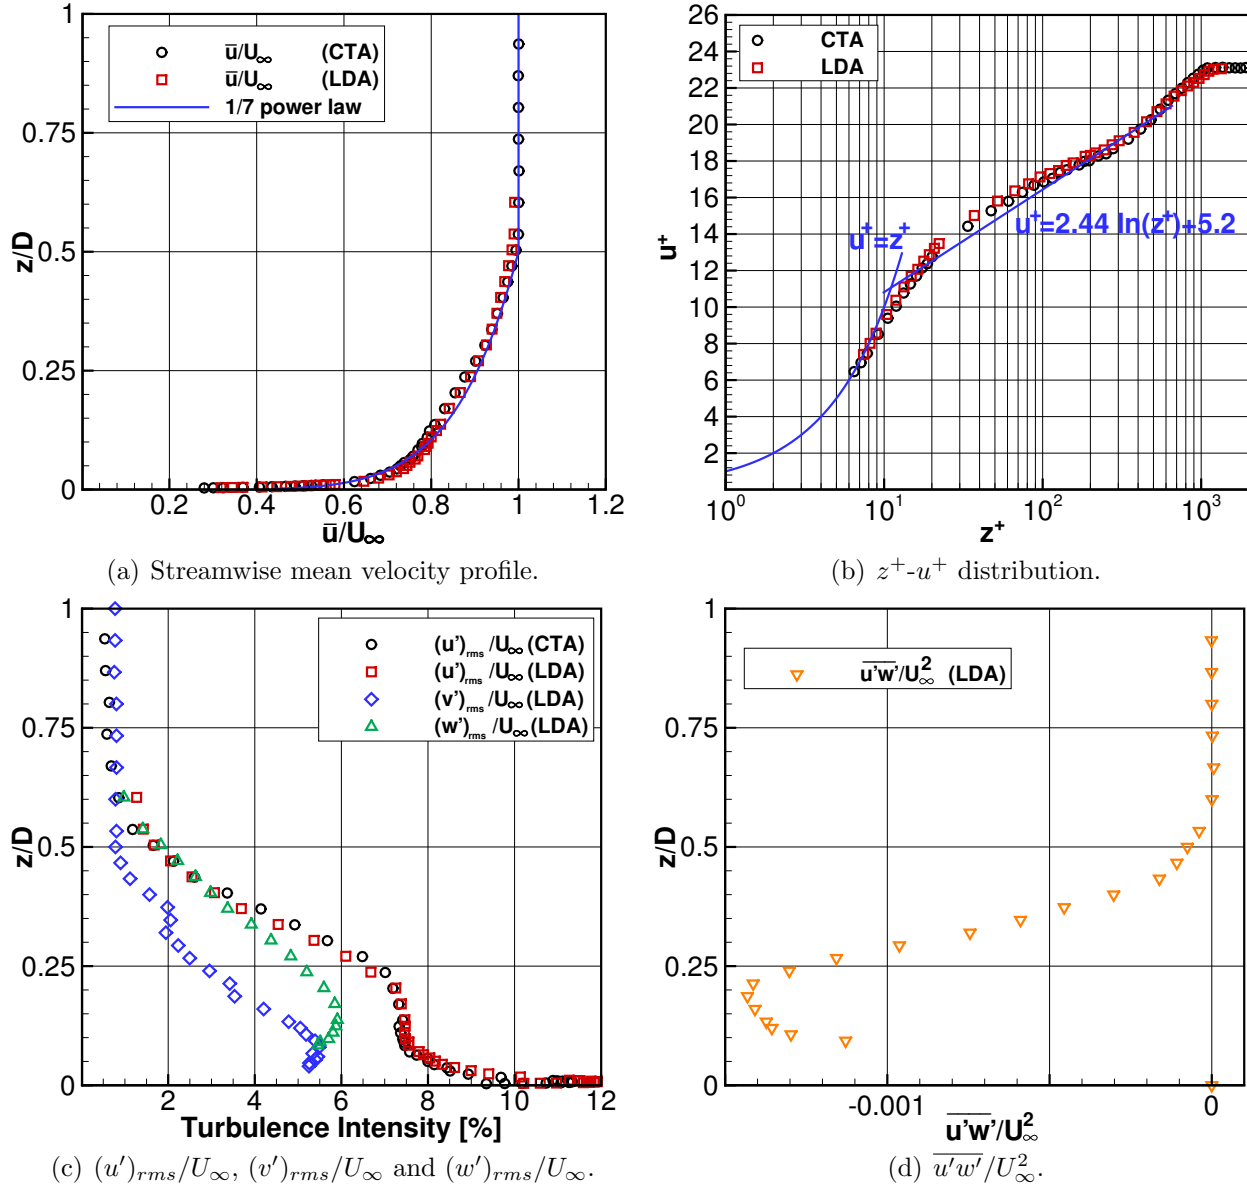 u̅/U∞ (CTA)
u̅/U∞ (LDA)
1/7 power law
z/D
1
0.75
0.5
0.25
0
0 0.2 0.4 0.6 0.8 1 1.2
u̅/U∞
(a) Streamwise mean velocity profile.
CTA
LDA
u⁺
26
24
22
20
18
16
14
12
10
8
6
4
2
u⁺=z⁺
u⁺=2.44 ln(z⁺)+5.2
10⁰ 10¹ 10² 10³
z⁺
(b) z⁺-u⁺ distribution.
(u')rms/U∞(CTA)
(u')rms/U∞(LDA)
(v')rms/U∞(LDA)
(w')rms/U∞(LDA)
z/D
1
0.75
0.5
0.25
0
2 4 6 8 10 12
Turbulence Intensity [%]
(c) (u')rms/U∞, (v')rms/U∞ and (w')rms/U∞.
u'w'/U²∞ (LDA)
z/D
1
0.75
0.5
0.25
0
-0.001 0
u'w'/U²∞
(d) u'w'/U²∞.